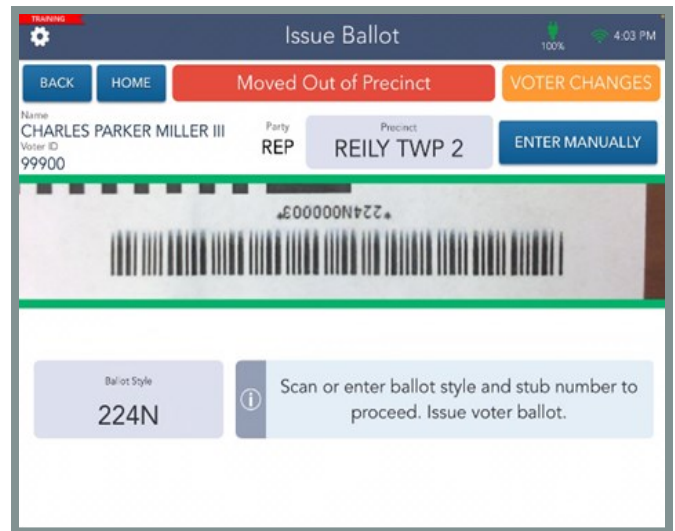 TRAINING
Issue Ballot
100%
4:03 PM
BACK
HOME
Moved Out of Precinct
VOTER CHANGES
Name
CHARLES PARKER MILLER III
Voter ID
99900
Party
REP
Precinct
REILY TWP 2
ENTER MANUALLY
*224N000003*
Ballot Style
224N
Scan or enter ballot style and stub number to
proceed. Issue voter ballot.